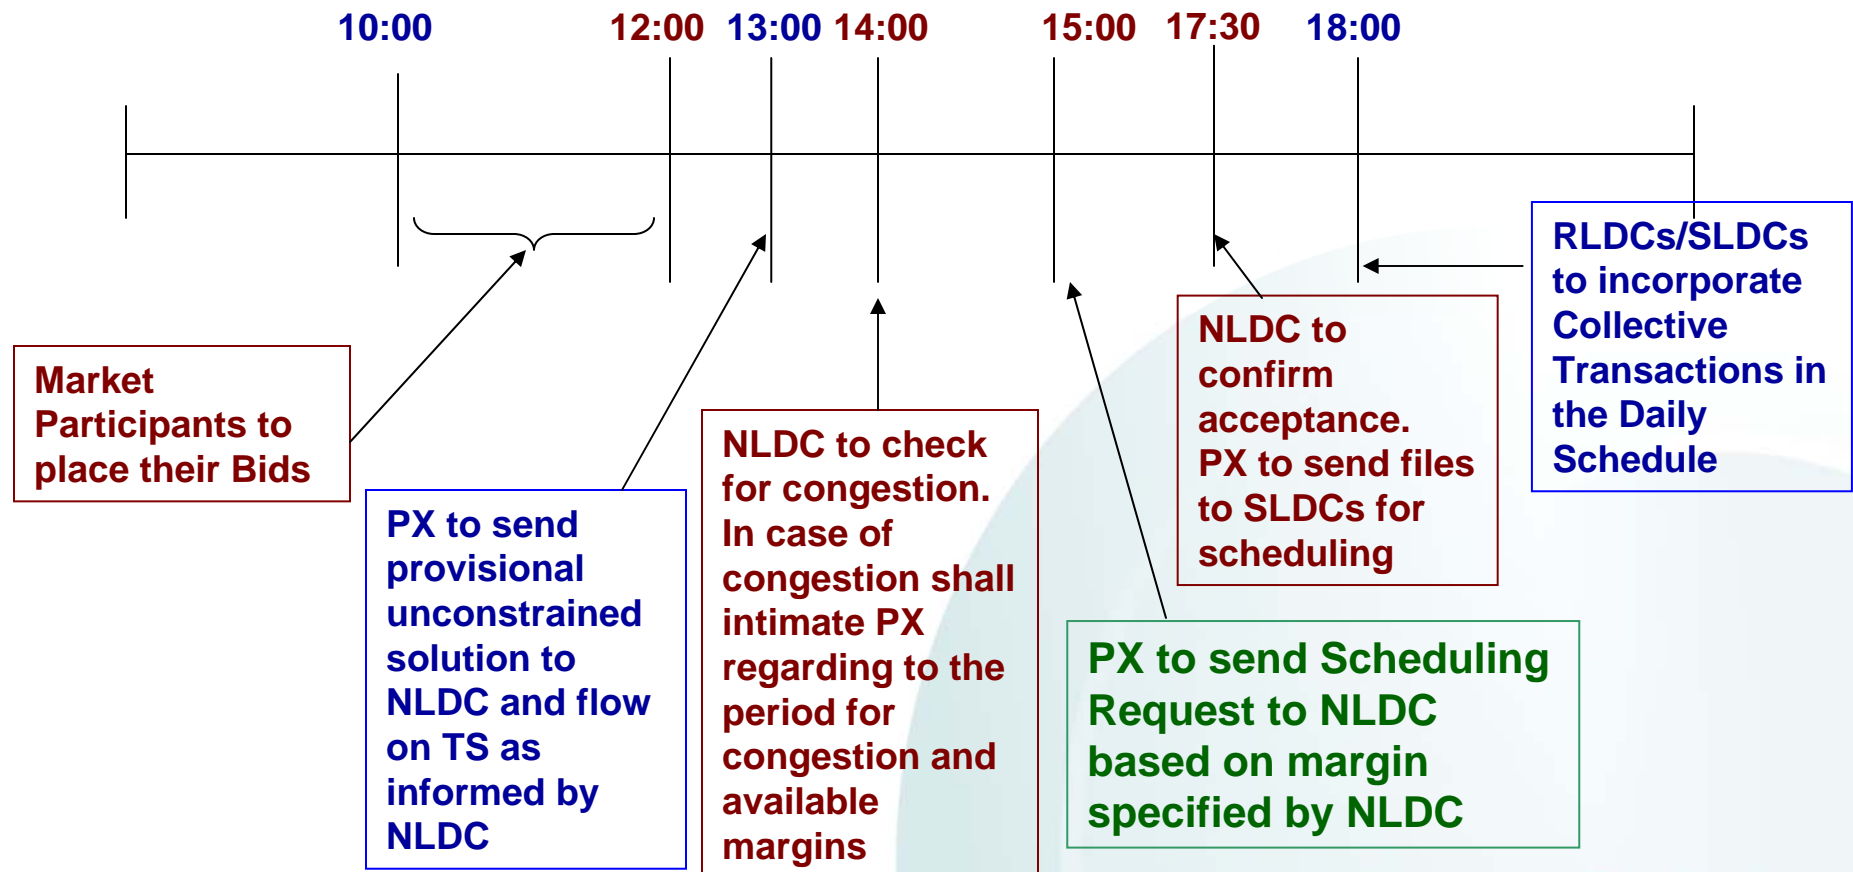 10:00 12:00 13:00 14:00 15:00 17:30 18:00
Market
Participants to
place their Bids
PX to send
provisional
unconstrained
solution to
NLDC and flow
on TS as
informed by
NLDC
NLDC to check
for congestion.
In case of
congestion shall
intimate PX
regarding to the
period for
congestion and
available
margins
PX to send Scheduling
Request to NLDC
based on margin
specified by NLDC
NLDC to
confirm
acceptance.
PX to send files
to SLDCs for
scheduling
RLDCs/SLDCs
to incorporate
Collective
Transactions in
the Daily
Schedule